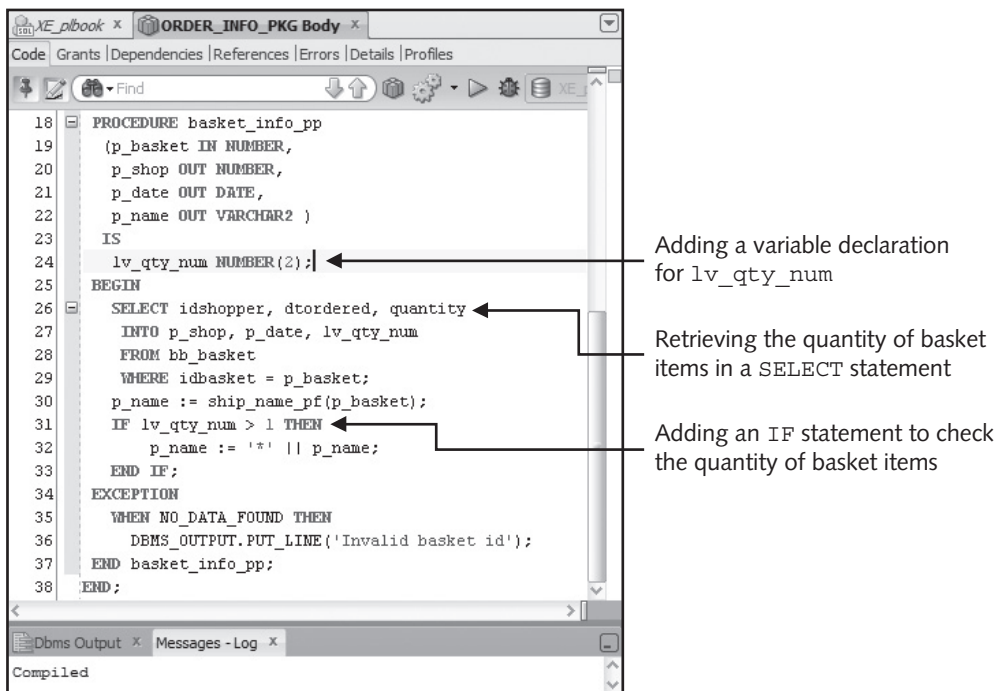 XE_plbook x ORDER_INFO_PKG Body x
Code Grants |Dependencies |References |Errors |Details |Profiles
Find
18 PROCEDURE basket_info_pp
19 (p_basket IN NUMBER,
20 p_shop OUT NUMBER,
21 p_date OUT DATE,
22 p_name OUT VARCHAR2 )
23 IS
24 lv_qty_num NUMBER(2);
25 BEGIN
26 SELECT idshopper, dtordered, quantity
27 INTO p_shop, p_date, lv_qty_num
28 FROM bb_basket
29 WHERE idbasket = p_basket;
30 p_name := ship_name_pf(p_basket);
31 IF lv_qty_num > 1 THEN
32 p_name := '*' || p_name;
33 END IF;
34 EXCEPTION
35 WHEN NO_DATA_FOUND THEN
36 DBMS_OUTPUT.PUT_LINE('Invalid basket id');
37 END basket_info_pp;
38 END;
Dbms Output x Messages - Log x
Compiled
Adding a variable declaration
for lv_qty_num
Retrieving the quantity of basket
items in a SELECT statement
Adding an IF statement to check
the quantity of basket items